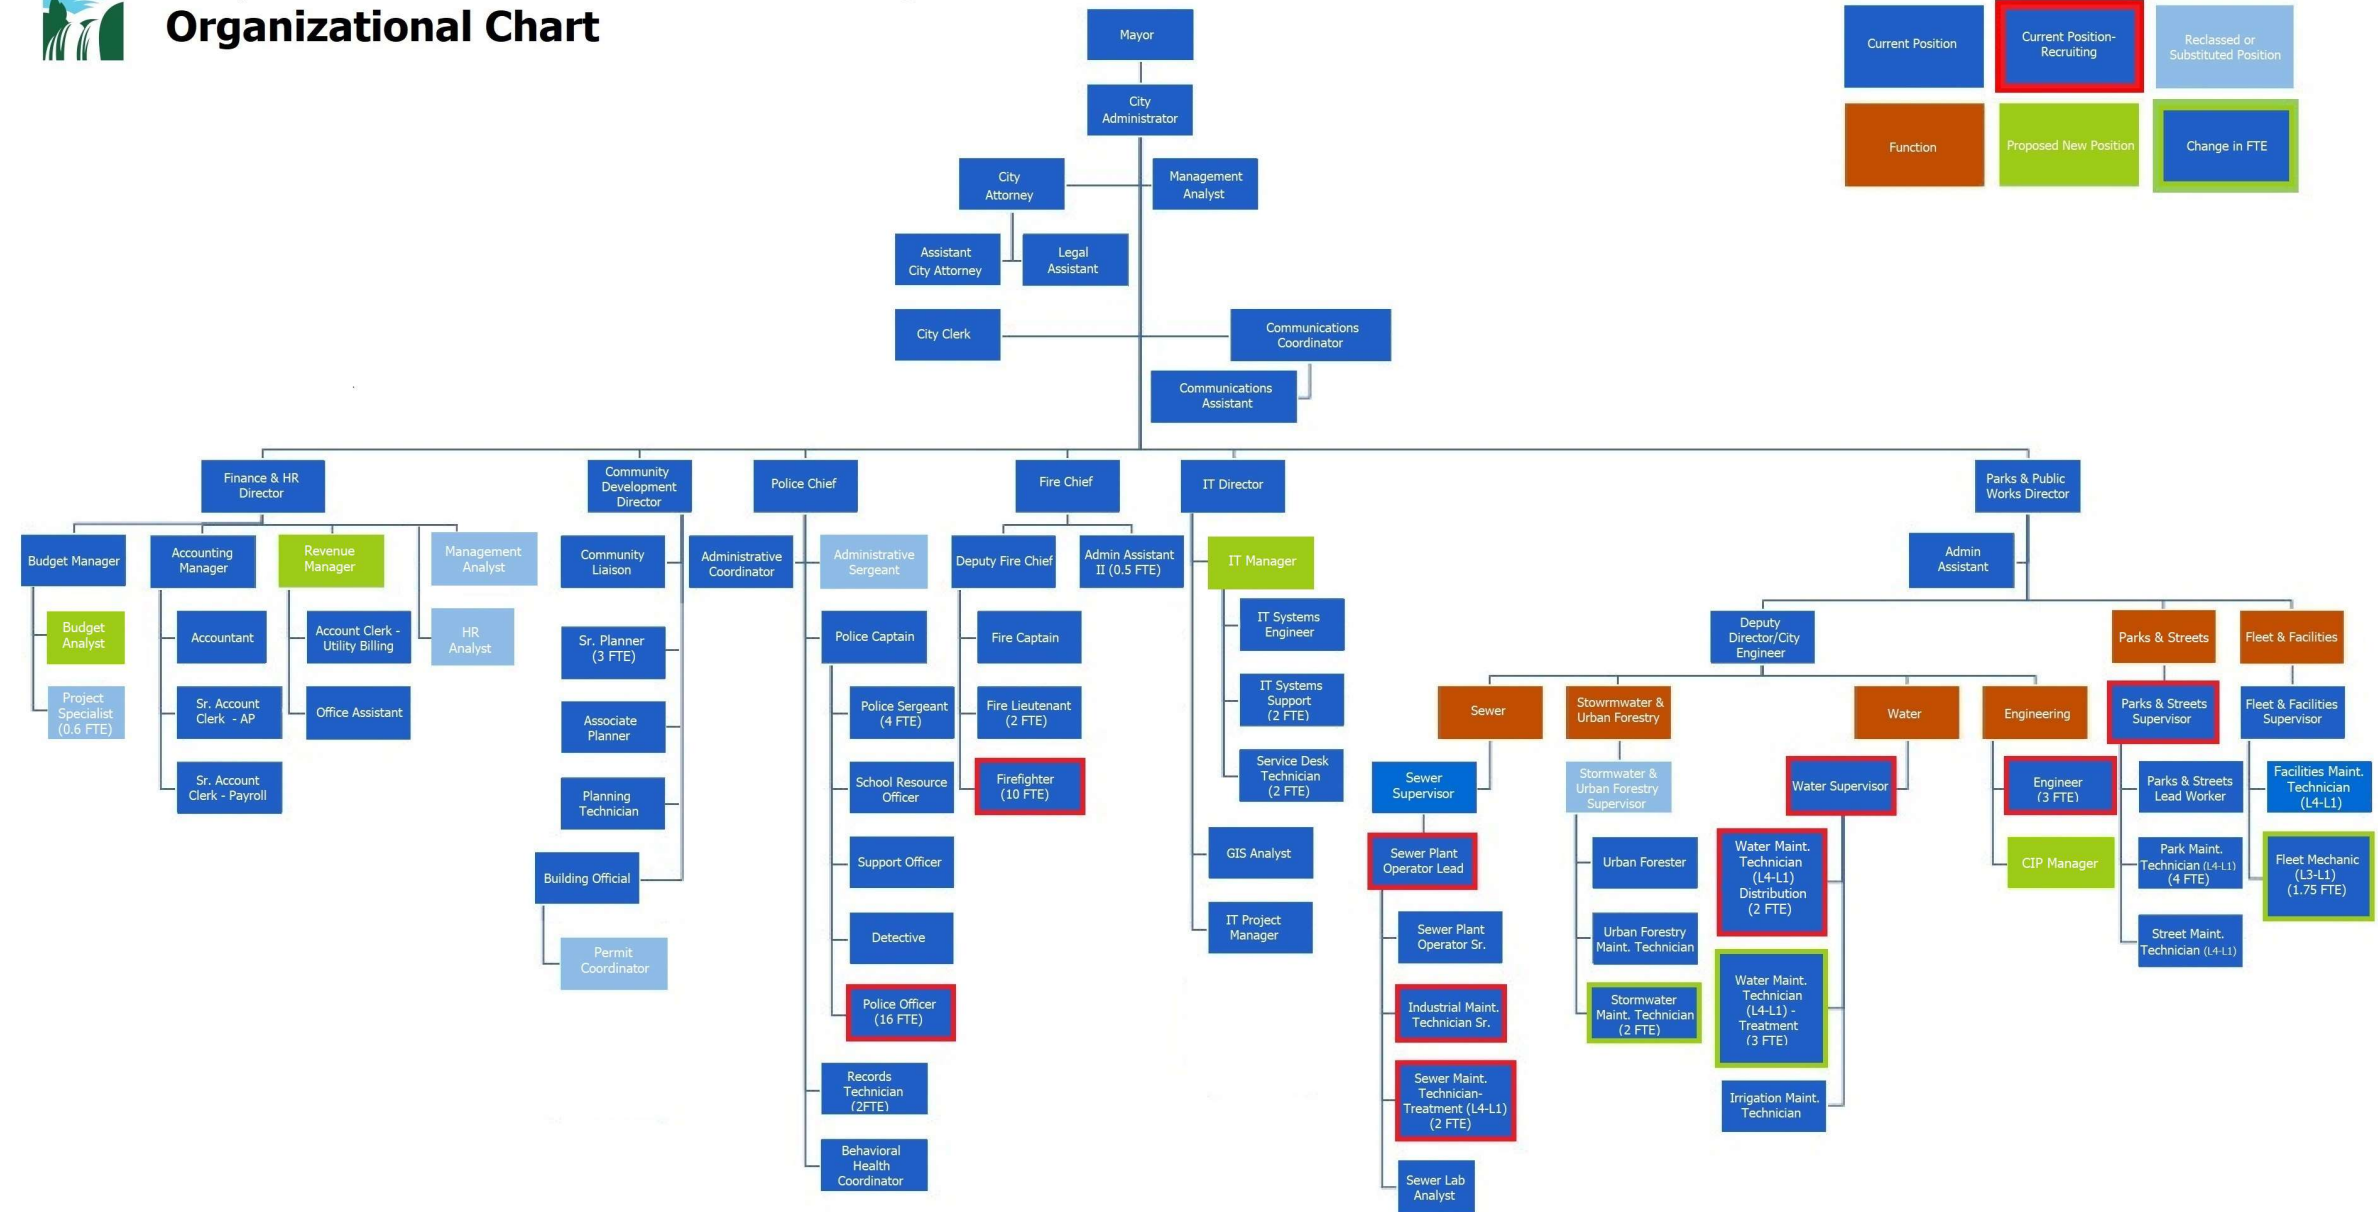 Organizational Chart
Mayor
City
Administrator
City
Attorney
Management
Analyst
Assistant
City Attorney
Legal
Assistant
City Clerk
Communications
Coordinator
Communications
Assistant
Current Position
Current Position-
Recruiting
Reclassed or
Substituted Position
Function
Proposed New Position
Change in FTE
Finance & HR
Director
Community
Development
Director
Police Chief
Fire Chief
IT Director
Parks & Public
Works Director
Budget Manager
Budget
Analyst
Project
Specialist
(0.6 FTE)
Accounting
Manager
Accountant
Sr. Account
Clerk  - AP
Sr. Account
Clerk - Payroll
Revenue
Manager
Account Clerk -
Utility Billing
Office Assistant
Management
Analyst
HR
Analyst
Community
Liaison
Sr. Planner
(3 FTE)
Associate
Planner
Planning
Technician
Building Official
Permit
Coordinator
Administrative
Coordinator
Administrative
Sergeant
Police Captain
Police Sergeant
(4 FTE)
School Resource
Officer
Support Officer
Detective
Police Officer
(16 FTE)
Records
Technician
(2FTE)
Behavioral
Health
Coordinator
Deputy Fire Chief
Admin Assistant
II (0.5 FTE)
Fire Captain
Fire Lieutenant
(2 FTE)
Firefighter
(10 FTE)
IT Manager
IT Systems
Engineer
IT Systems
Support
(2 FTE)
Service Desk
Technician
(2 FTE)
GIS Analyst
IT Project
Manager
Admin
Assistant
Deputy
Director/City
Engineer
Parks & Streets
Fleet & Facilities
Sewer
Stowrmwater &
Urban Forestry
Water
Engineering
Sewer
Supervisor
Sewer Plant
Operator Lead
Sewer Plant
Operator Sr.
Industrial Maint.
Technician Sr.
Sewer Maint.
Technician-
Treatment (L4-L1)
(2 FTE)
Sewer Lab
Analyst
Stormwater &
Urban Forestry
Supervisor
Urban Forester
Urban Forestry
Maint. Technician
Stormwater
Maint. Technician
(2 FTE)
Water Supervisor
Water Maint.
Technician
(L4-L1)
Distribution
(2 FTE)
Water Maint.
Technician
(L4-L1) -
Treatment
(3 FTE)
Irrigation Maint.
Technician
Engineer
(3 FTE)
CIP Manager
Parks & Streets
Supervisor
Parks & Streets
Lead Worker
Park Maint.
Technician (L4-L1)
(4 FTE)
Street Maint.
Technician (L4-L1)
Fleet & Facilities
Supervisor
Facilities Maint.
Technician
(L4-L1)
Fleet Mechanic
(L3-L1)
(1.75 FTE)